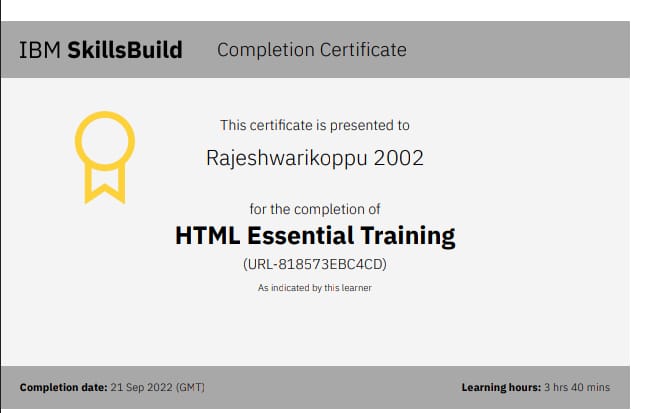 IBM SkillsBuild Completion Certificate
This certificate is presented to
Rajeshwarikoppu 2002
for the completion of
HTML Essential Training
(URL-818573EBC4CD)
As indicated by this learner
Completion date: 21 Sep 2022 (GMT) Learning hours: 3 hrs 40 mins